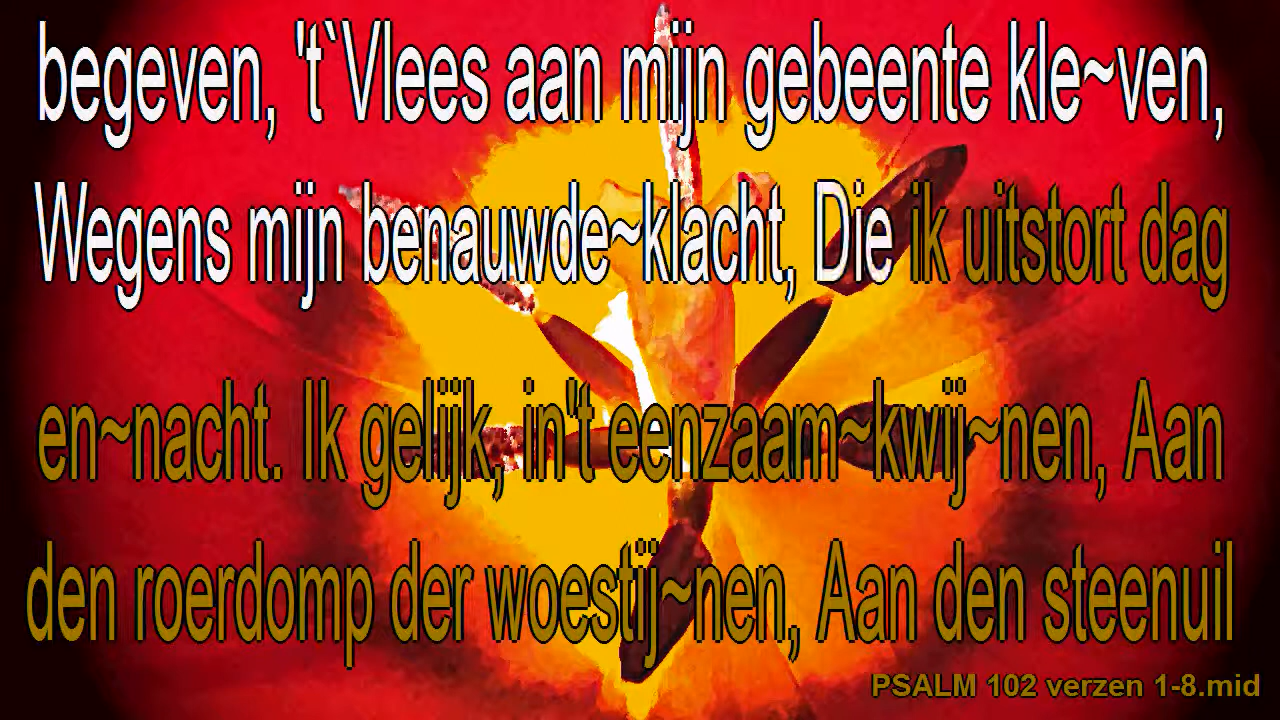 begeven, 't`Vlees aan mijn gebeente kle~ven,
Wegens mijn benauwde~klacht, Die ik uitstort dag
en~nacht. Ik gelijk, in't eenzaam~kwij~nen, Aan
den roerdomp der woestij~nen, Aan den steenuil
PSALM 102 verzen 1-8.mid